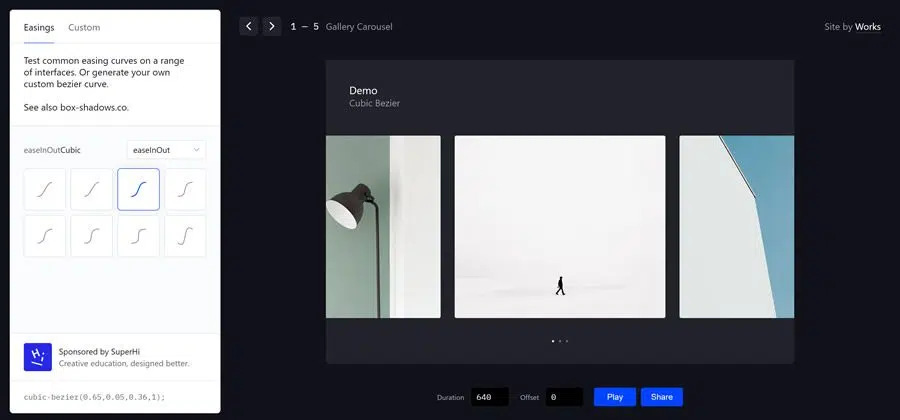 Easings Custom
Test common easing curves on a range
of interfaces. Or generate your own
custom bezier curve.
See also box-shadows.co.
easeInOutCubic easeInOut
Sponsored by SuperHi
Creative education, designed better.
cubic-bezier(0.65,0.05,0.36,1);
1 — 5 Gallery Carousel
Site by Works
Demo
Cubic Bezier
Duration 640 Offset 0 Play Share